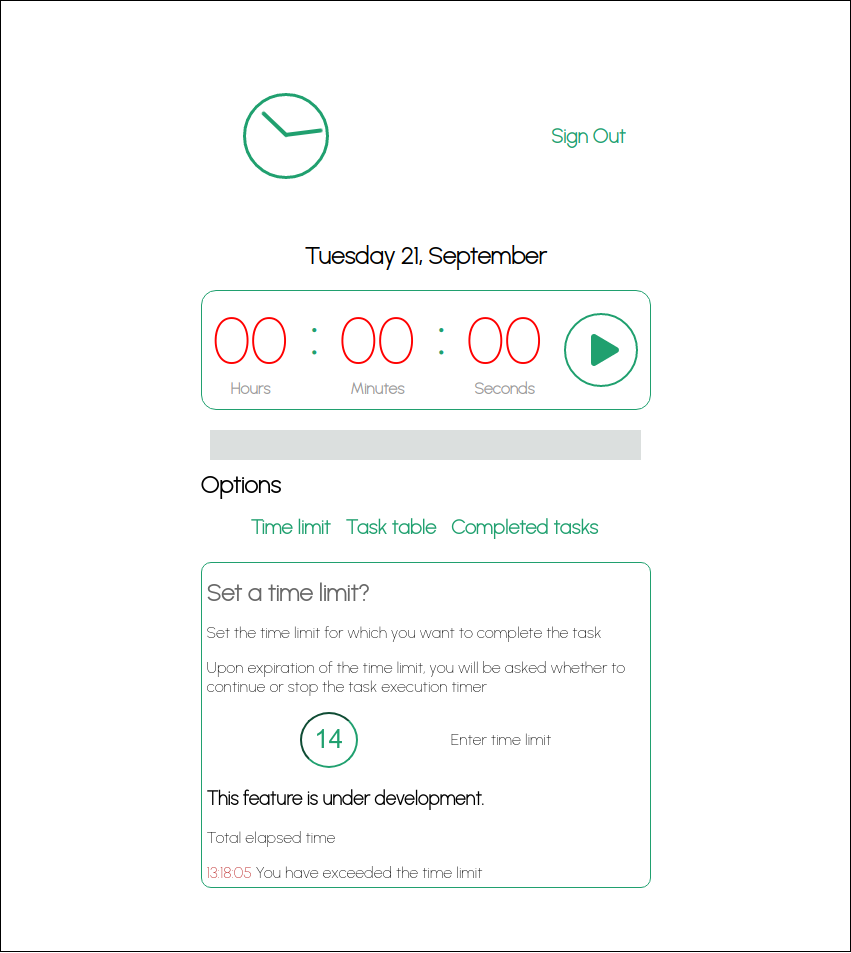 Sign Out
Tuesday 21, September
00 : 00 : 00
Hours Minutes Seconds
Options
Time limit Task table Completed tasks
Set a time limit?
Set the time limit for which you want to complete the task
Upon expiration of the time limit, you will be asked whether to
continue or stop the task execution timer
14 Enter time limit
This feature is under development.
Total elapsed time
13:18:05 You have exceeded the time limit